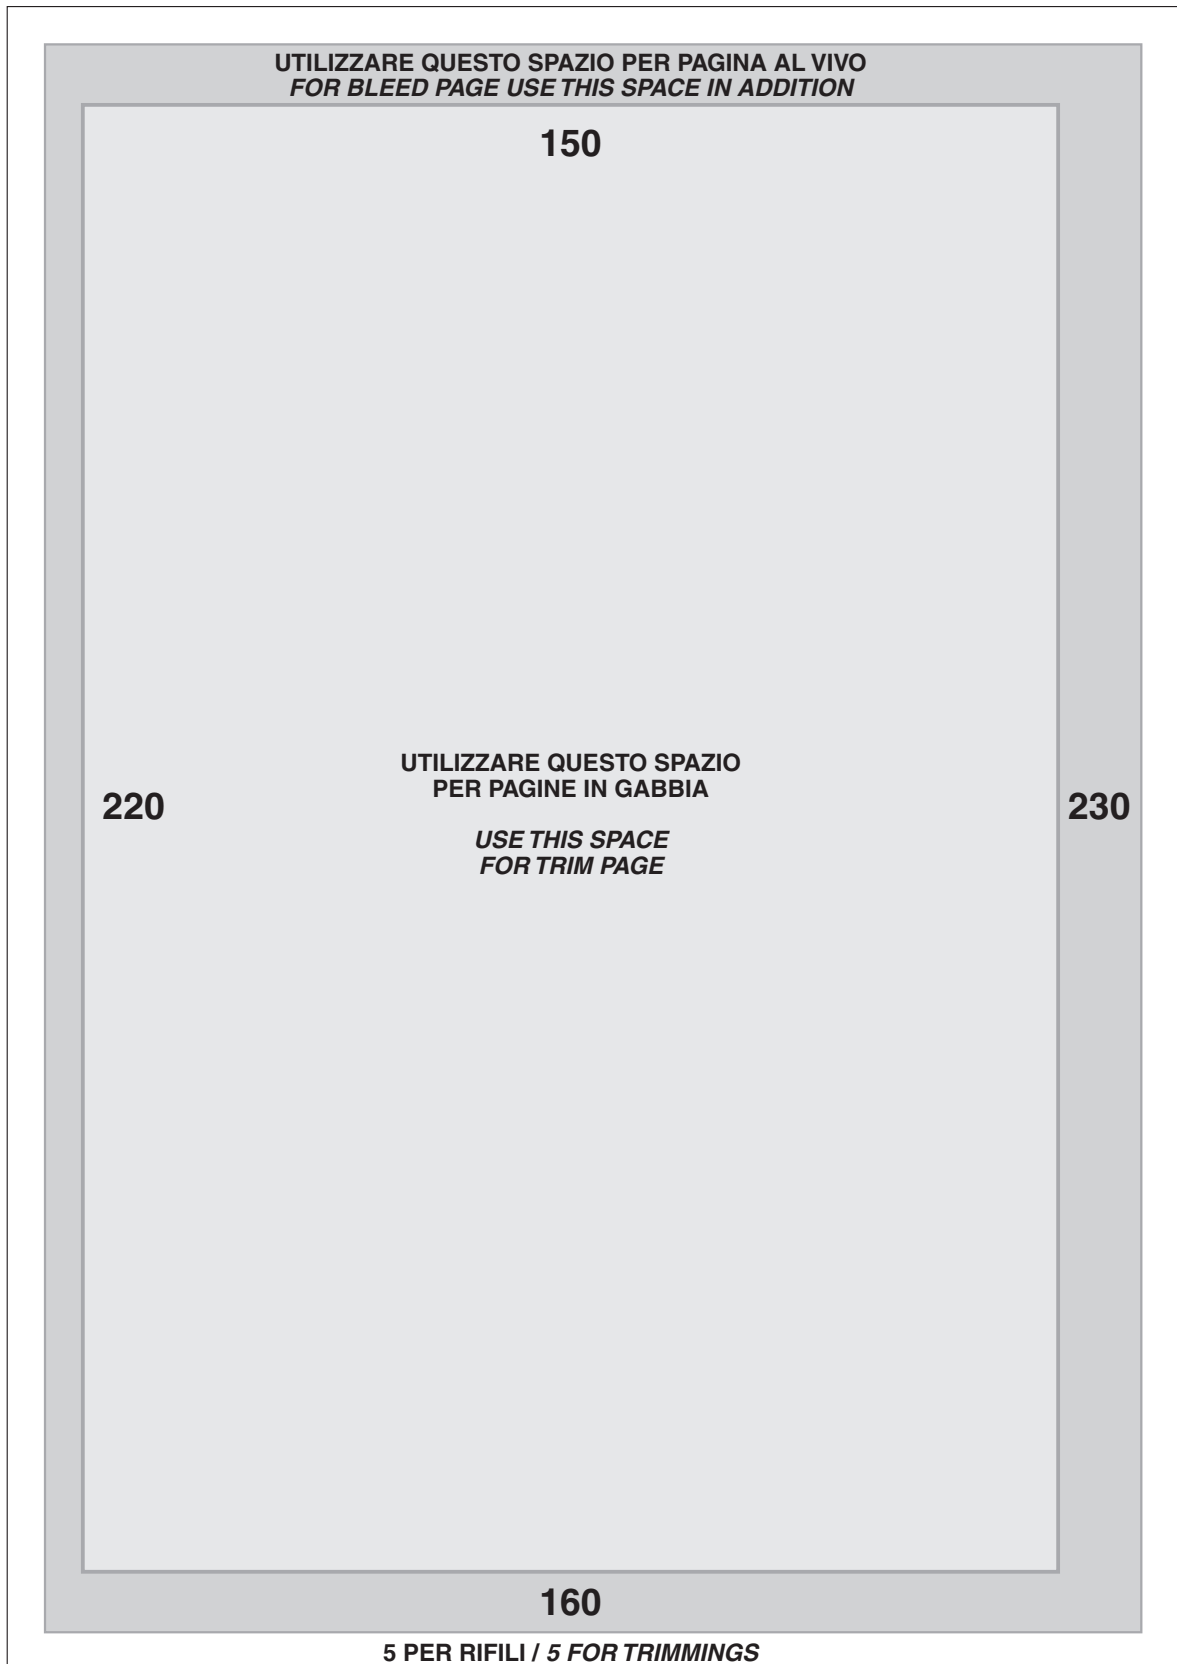 UTILIZZARE QUESTO SPAZIO PER PAGINA AL VIVO
FOR BLEED PAGE USE THIS SPACE IN ADDITION
150
UTILIZZARE QUESTO SPAZIO
PER PAGINE IN GABBIA
220
230
USE THIS SPACE
FOR TRIM PAGE
160
5 PER RIFILI / 5 FOR TRIMMINGS